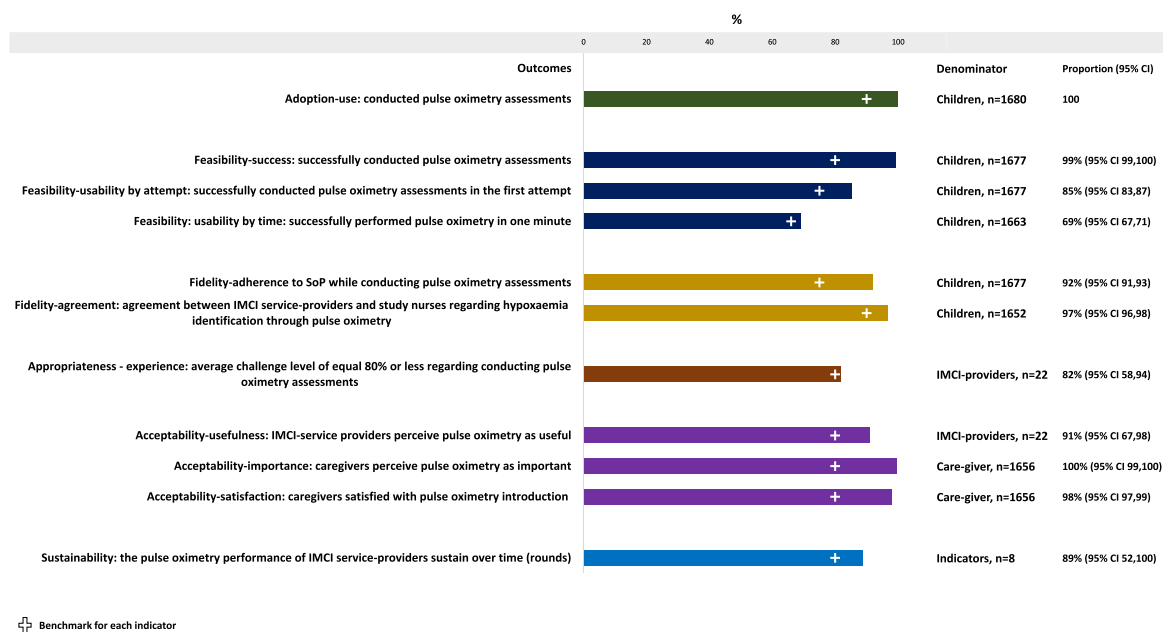 %
0 20 40 60 80 100
Outcomes Denominator Proportion (95% CI)
Adoption-use: conducted pulse oximetry assessments Children, n=1680 100
Feasibility-success: successfully conducted pulse oximetry assessments Children, n=1677 99% (95% CI 99,100)
Feasibility-usability by attempt: successfully conducted pulse oximetry assessments in the first attempt Children, n=1677 85% (95% CI 83,87)
Feasibility: usability by time: successfully performed pulse oximetry in one minute Children, n=1663 69% (95% CI 67,71)
Fidelity-adherence to SoP while conducting pulse oximetry assessments Children, n=1677 92% (95% CI 91,93)
Fidelity-agreement: agreement between IMCI service-providers and study nurses regarding hypoxaemia
identification through pulse oximetry Children, n=1652 97% (95% CI 96,98)
Appropriateness - experience: average challenge level of equal 80% or less regarding conducting pulse
oximetry assessments IMCI-providers, n=22 82% (95% CI 58,94)
Acceptability-usefulness: IMCI-service providers perceive pulse oximetry as useful IMCI-providers, n=22 91% (95% CI 67,98)
Acceptability-importance: caregivers perceive pulse oximetry as important Care-giver, n=1656 100% (95% CI 99,100)
Acceptability-satisfaction: caregivers satisfied with pulse oximetry introduction Care-giver, n=1656 98% (95% CI 97,99)
Sustainability: the pulse oximetry performance of IMCI service-providers sustain over time (rounds) Indicators, n=8 89% (95% CI 52,100)
Benchmark for each indicator